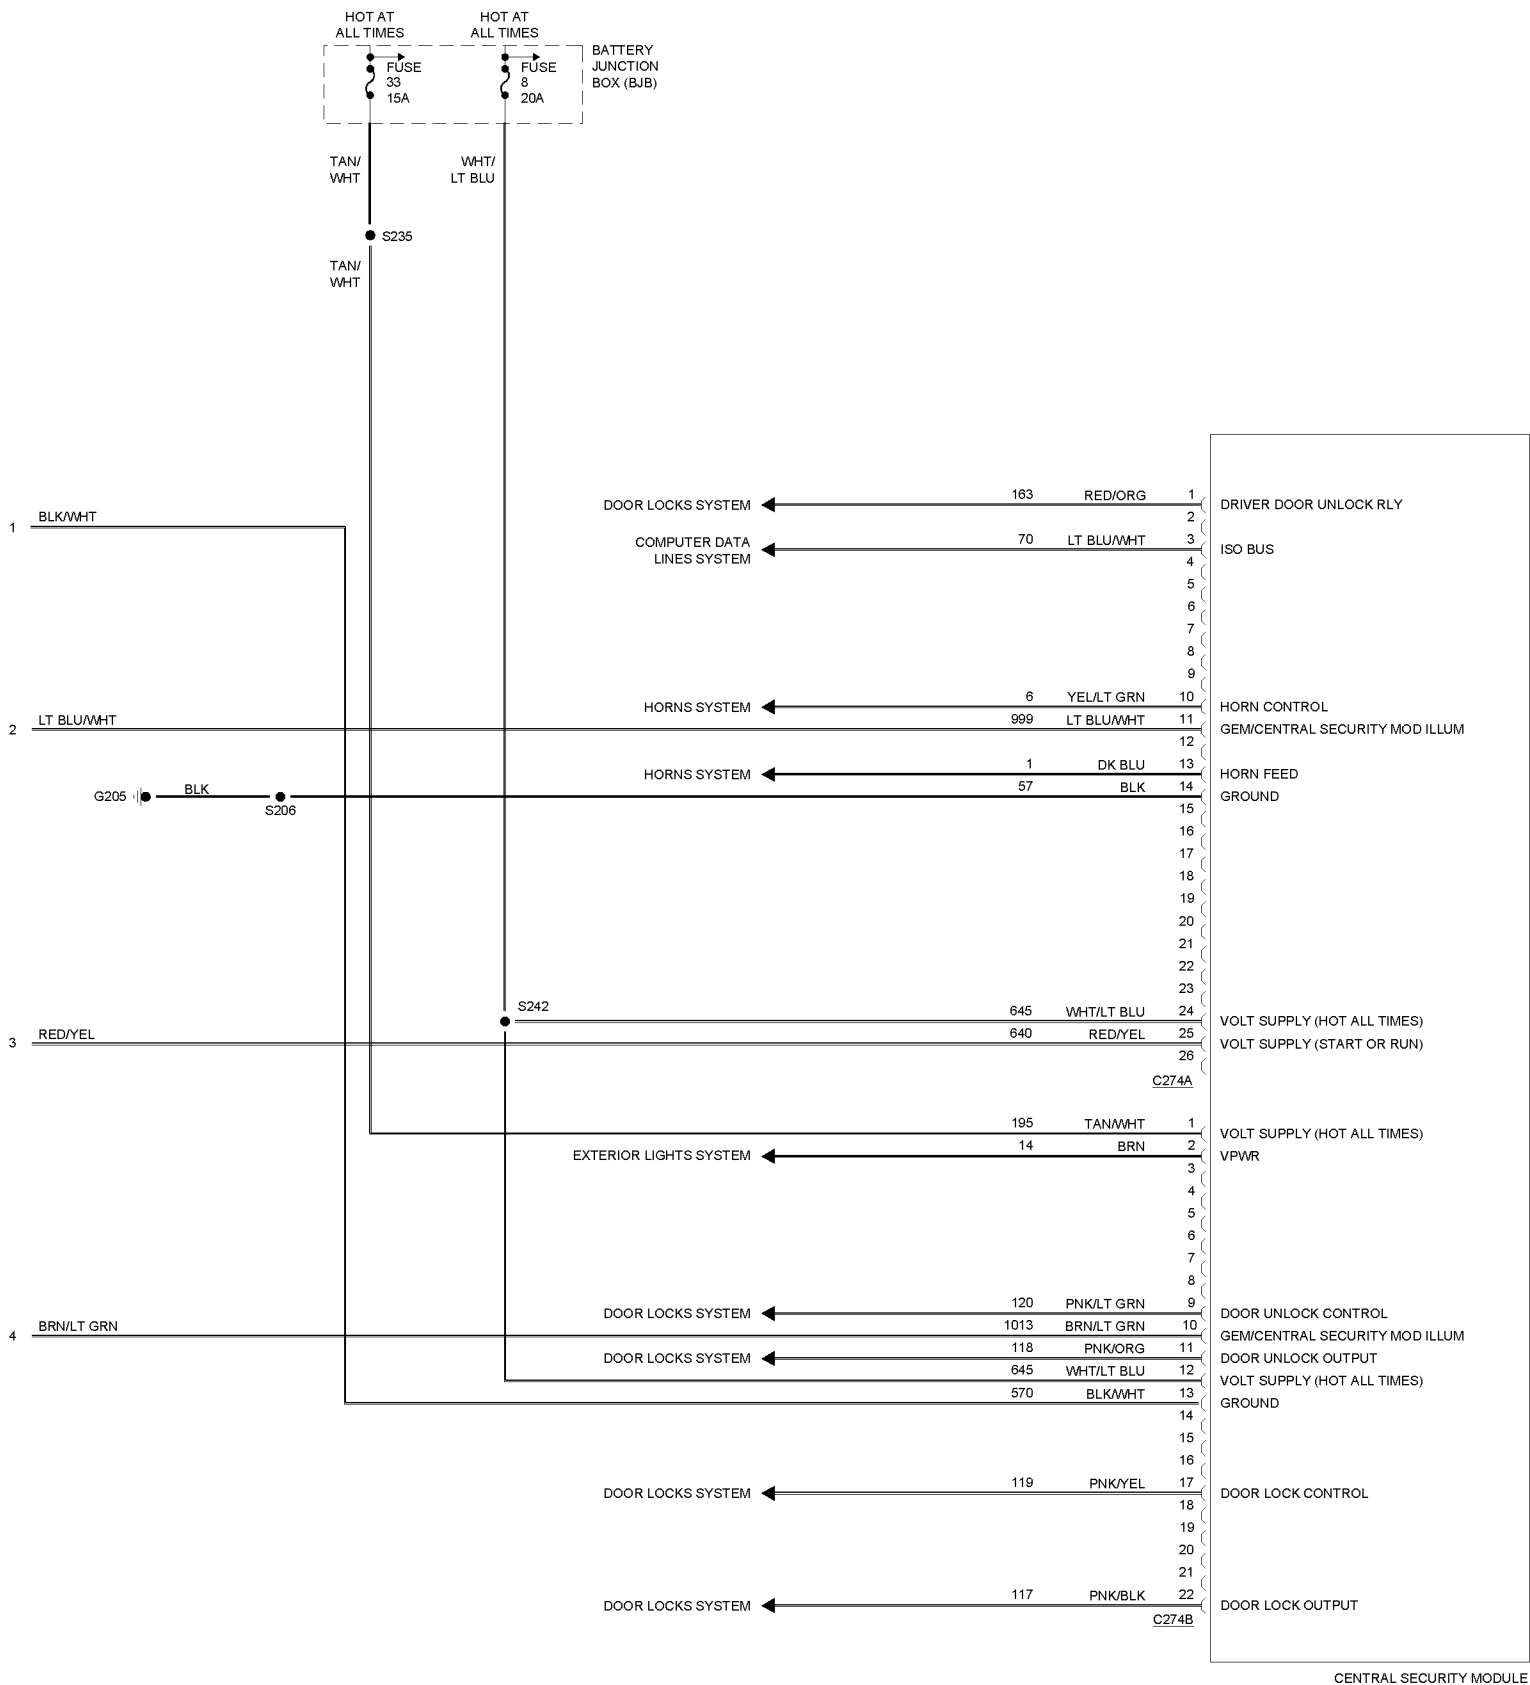 HOT AT
ALL TIMES
HOT AT
ALL TIMES
BATTERY
JUNCTION
BOX (BJB)
FUSE
33
15A
FUSE
8
20A
TAN/
WHT
WHT/
LT BLU
S235
TAN/
WHT
DOOR LOCKS SYSTEM 163 RED/ORG 1 DRIVER DOOR UNLOCK RLY
1 BLK/WHT
2
COMPUTER DATA
LINES SYSTEM
70 LT BLU/WHT 3 ISO BUS
4
5
6
7
8
9
HORNS SYSTEM 6 YEL/LT GRN 10 HORN CONTROL
2 LT BLU/WHT 999 LT BLU/WHT 11 GEM/CENTRAL SECURITY MOD ILLUM
12
HORNS SYSTEM 1 DK BLU 13 HORN FEED
G205 BLK S206 57 BLK 14 GROUND
15
16
17
18
19
20
21
22
23
S242 645 WHT/LT BLU 24 VOLT SUPPLY (HOT ALL TIMES)
3 RED/YEL 640 RED/YEL 25 VOLT SUPPLY (START OR RUN)
26
C274A
195 TAN/WHT 1 VOLT SUPPLY (HOT ALL TIMES)
EXTERIOR LIGHTS SYSTEM 14 BRN 2 VPWR
3
4
5
6
7
8
DOOR LOCKS SYSTEM 120 PNK/LT GRN 9 DOOR UNLOCK CONTROL
4 BRN/LT GRN 1013 BRN/LT GRN 10 GEM/CENTRAL SECURITY MOD ILLUM
DOOR LOCKS SYSTEM 118 PNK/ORG 11 DOOR UNLOCK OUTPUT
645 WHT/LT BLU 12 VOLT SUPPLY (HOT ALL TIMES)
570 BLK/WHT 13 GROUND
14
15
16
DOOR LOCKS SYSTEM 119 PNK/YEL 17 DOOR LOCK CONTROL
18
19
20
21
DOOR LOCKS SYSTEM 117 PNK/BLK 22 DOOR LOCK OUTPUT
C274B
CENTRAL SECURITY MODULE